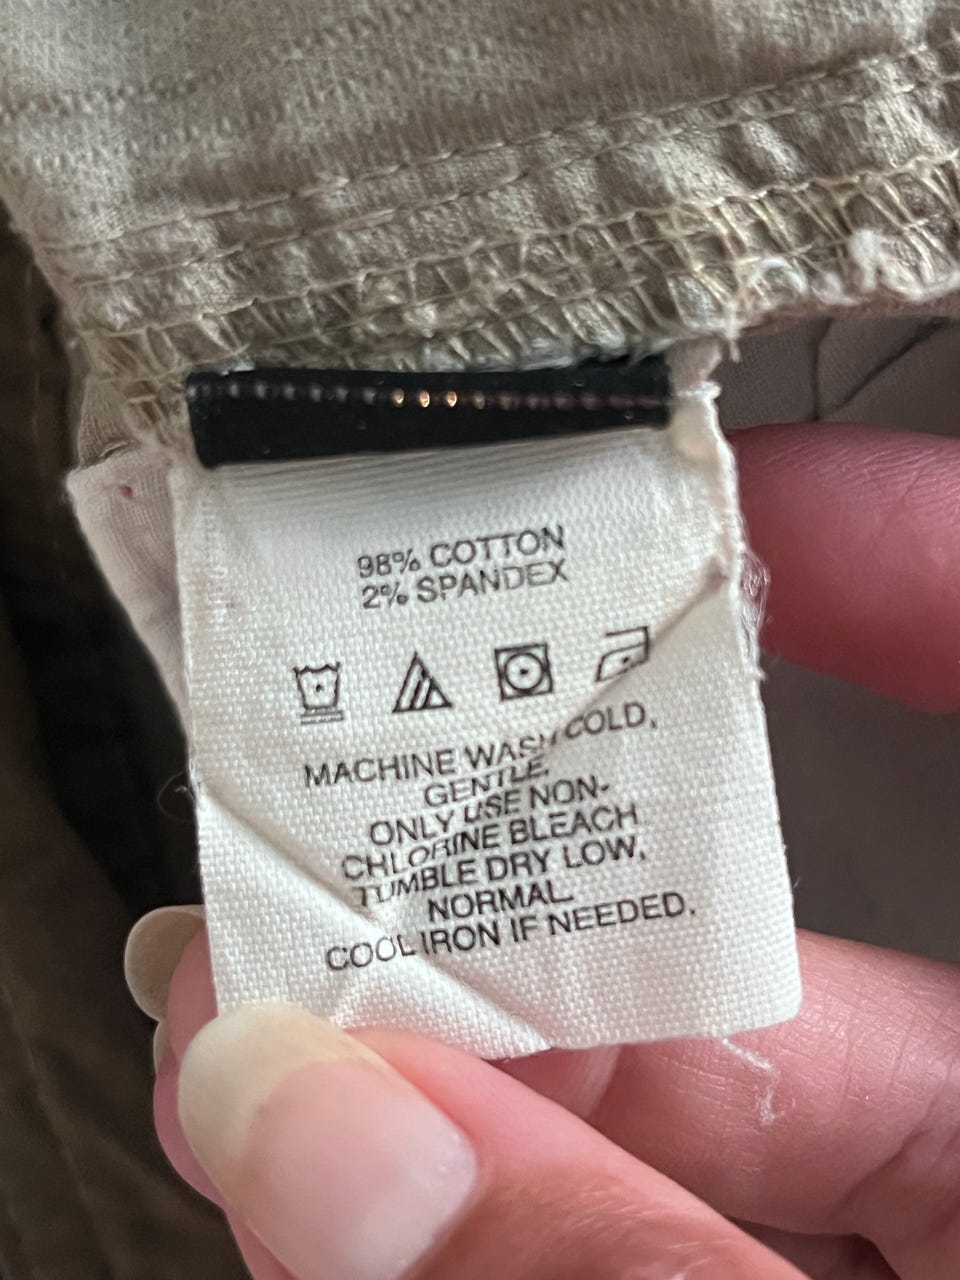 98% COTTON
2% SPANDEX
MACHINE WASH COLD,
GENTLE.
ONLY USE NON-
CHLORINE BLEACH
TUMBLE DRY LOW,
NORMAL.
COOL IRON IF NEEDED.